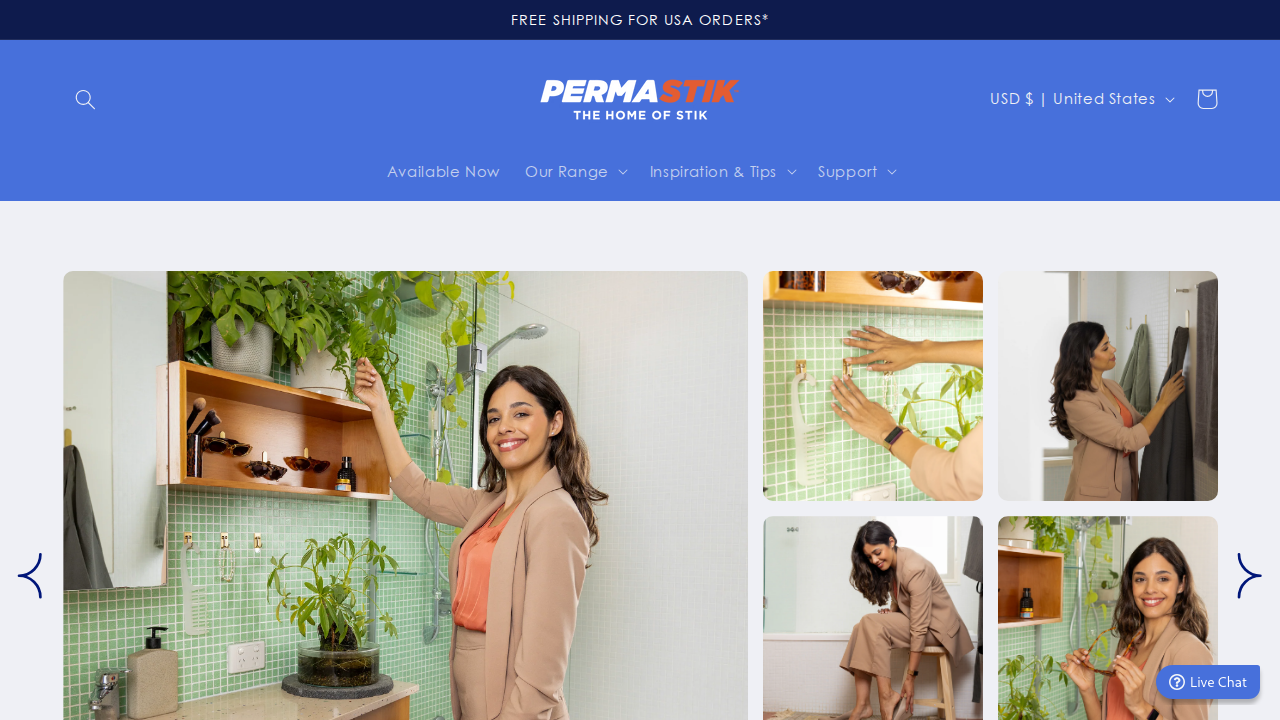 FREE SHIPPING FOR USA ORDERS*
PERMASTIK
THE HOME OF STIK
USD $ | United States
Available Now
Our Range
Inspiration & Tips
Support
Live Chat